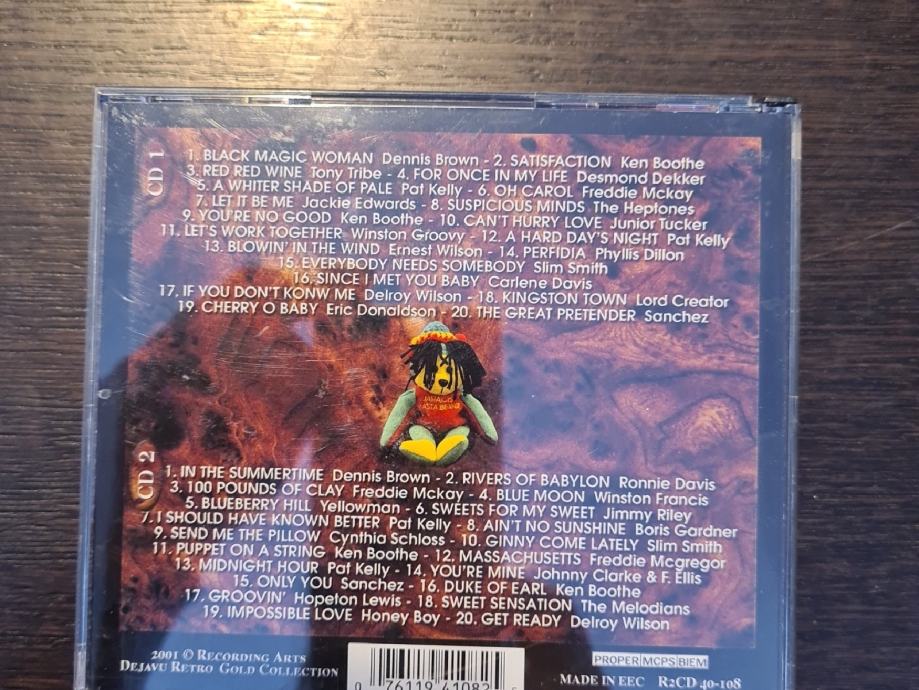 CD 1
1. BLACK MAGIC WOMAN Dennis Brown - 2. SATISFACTION Ken Boothe
3. RED RED WINE Tony Tribe - 4. FOR ONCE IN MY LIFE Desmond Dekker
5. A WHITER SHADE OF PALE Pat Kelly - 6. OH CAROL Freddie Mckay
7. LET IT BE ME Jackie Edwards - 8. SUSPICIOUS MINDS The Heptones
9. YOU'RE NO GOOD Ken Boothe - 10. CAN'T HURRY LOVE Junior Tucker
11. LET'S WORK TOGETHER Winston Groovy - 12. A HARD DAY'S NIGHT Pat Kelly
13. BLOWIN' IN THE WIND Ernest Wilson - 14. PERFIDIA Phyllis Dillon
15. EVERYBODY NEEDS SOMEBODY Slim Smith
16. SINCE I MET YOU BABY Carlene Davis
17. IF YOU DON'T KONW ME Delroy Wilson - 18. KINGSTON TOWN Lord Creator
19. CHERRY O BABY Eric Donaldson - 20. THE GREAT PRETENDER Sanchez
CD 2
1. IN THE SUMMERTIME Dennis Brown - 2. RIVERS OF BABYLON Ronnie Davis
3. 100 POUNDS OF CLAY Freddie Mckay - 4. BLUE MOON Winston Francis
5. BLUEBERRY HILL Yellowman - 6. SWEETS FOR MY SWEET Jimmy Riley
7. I SHOULD HAVE KNOWN BETTER Pat Kelly - 8. AIN'T NO SUNSHINE Boris Gardner
9. SEND ME THE PILLOW Cynthia Schloss - 10. GINNY COME LATELY Slim Smith
11. PUPPET ON A STRING Ken Boothe - 12. MASSACHUSETTS Freddie Mcgregor
13. MIDNIGHT HOUR Pat Kelly - 14. YOU'RE MINE Johnny Clarke & F. Ellis
15. ONLY YOU Sanchez - 16. DUKE OF EARL Ken Boothe
17. GROOVIN' Hopeton Lewis - 18. SWEET SENSATION The Melodians
19. IMPOSSIBLE LOVE Honey Boy - 20. GET READY Delroy Wilson
2001 © RECORDING ARTS
DEJAVU RETRO GOLD COLLECTION
PROPER MCPS BIEM
MADE IN EEC R2CD 40-108